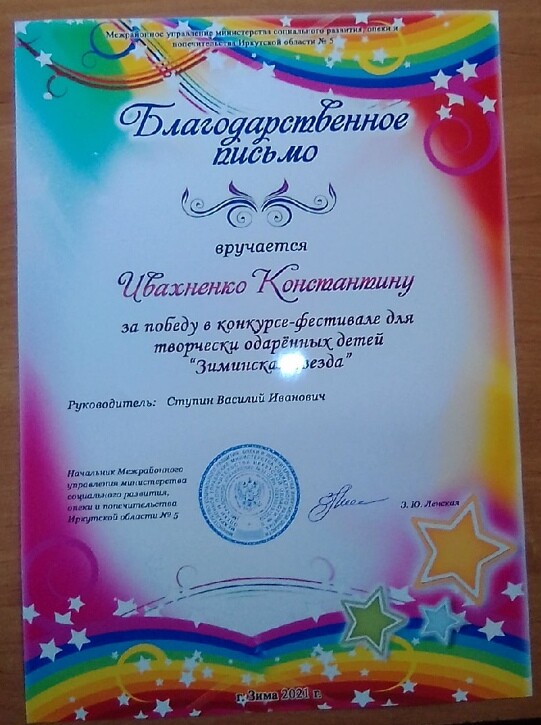 Межрайонное управление министерства социального развития, опеки и
попечительства Иркутской области № 5
Благодарственное
письмо
вручается
Ивахненко Константину
за победу в конкурсе-фестивале для
творчески одарённых детей
"Зиминская звезда"
Руководитель: Ступин Василий Иванович
Начальник Межрайонного
управления министерства
социального развития,
опеки и попечительства
Иркутской области № 5
Э. Ю. Ленская
г. Зима 2021 г.